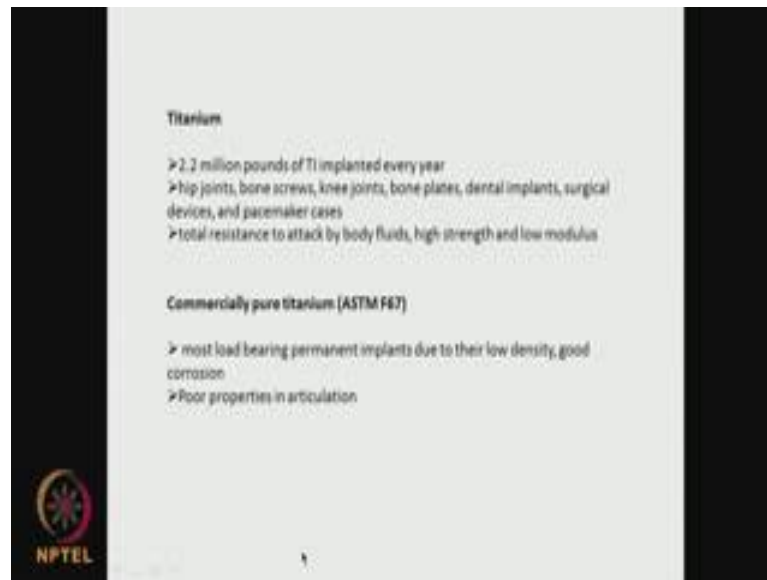 Titanium
➢2.2 million pounds of Ti implanted every year
➢hip joints, bone screws, knee joints, bone plates, dental implants, surgical
devices, and pacemaker cases
➢total resistance to attack by body fluids, high strength and low modulus
Commercially pure titanium (ASTM F67)
➢ most load bearing permanent implants due to their low density, good
corrosion
➢Poor properties in articulation
NPTEL